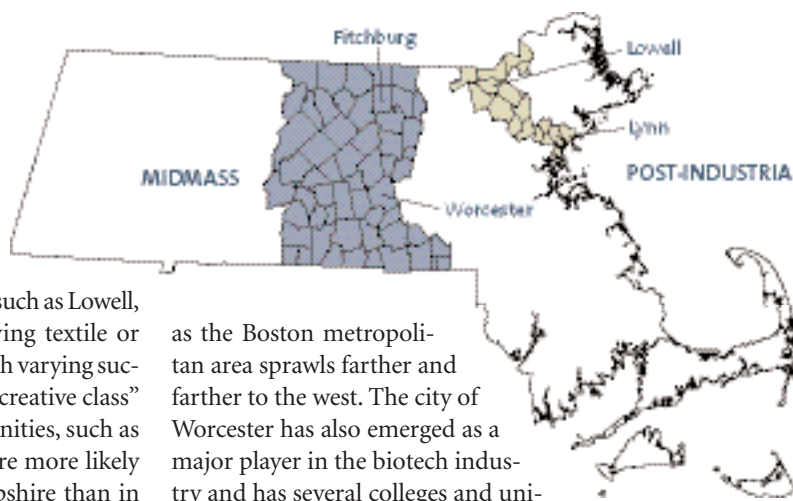 Fitchburg
Lowell
Lynn
MIDMASS
POST-INDUSTRIA
Worcester
such as Lowell,
ving textile or
h varying suc-
creative class”
nities, such as
re more likely
pshire than in
as the Boston metropoli-
tan area sprawls farther and
farther to the west. The city of
Worcester has also emerged as a
major player in the biotech indus-
try and has several colleges and uni-